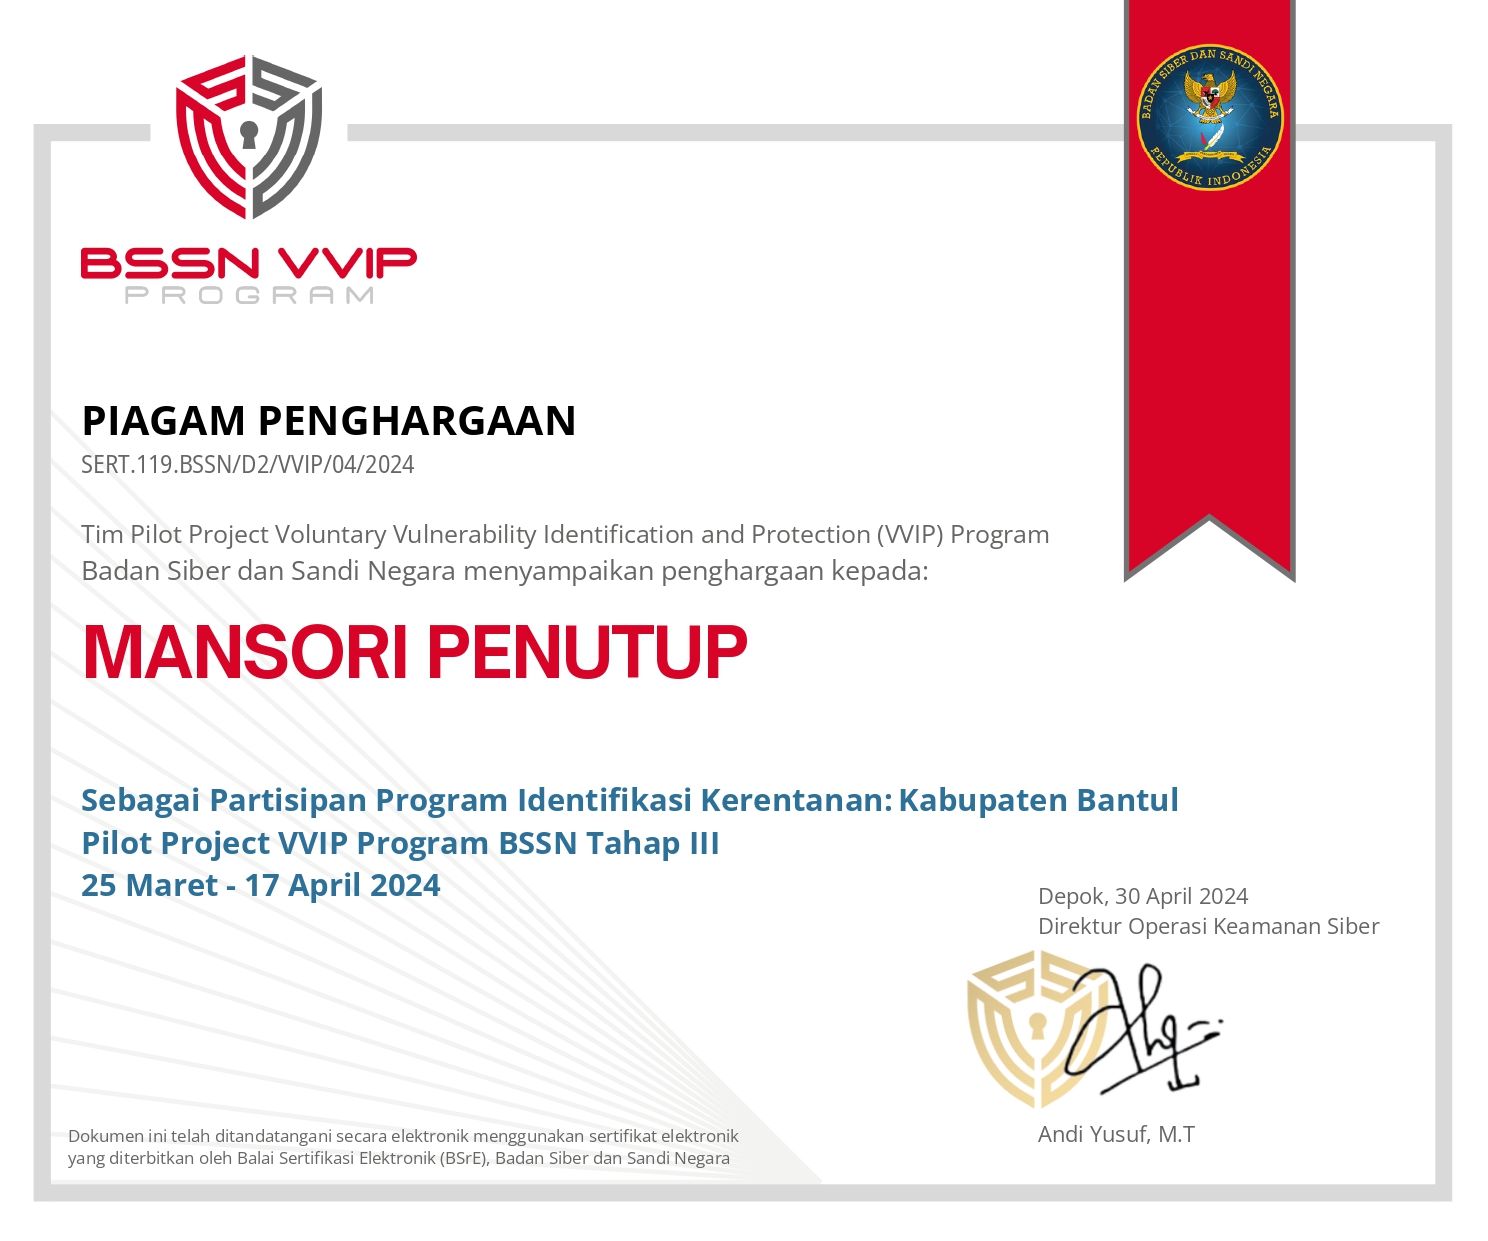 BADAN SIBER DAN SANDI NEGARA
REPUBLIK INDONESIA
BSSN VVIP
PROGRAM
PIAGAM PENGHARGAAN
SERT.119.BSSN/D2/VVIP/04/2024
Tim Pilot Project Voluntary Vulnerability Identification and Protection (VVIP) Program
Badan Siber dan Sandi Negara menyampaikan penghargaan kepada:
MANSORI PENUTUP
Sebagai Partisipan Program Identifikasi Kerentanan: Kabupaten Bantul
Pilot Project VVIP Program BSSN Tahap III
25 Maret - 17 April 2024
Depok, 30 April 2024
Direktur Operasi Keamanan Siber
Andi Yusuf, M.T
Dokumen ini telah ditandatangani secara elektronik menggunakan sertifikat elektronik
yang diterbitkan oleh Balai Sertifikasi Elektronik (BSrE), Badan Siber dan Sandi Negara